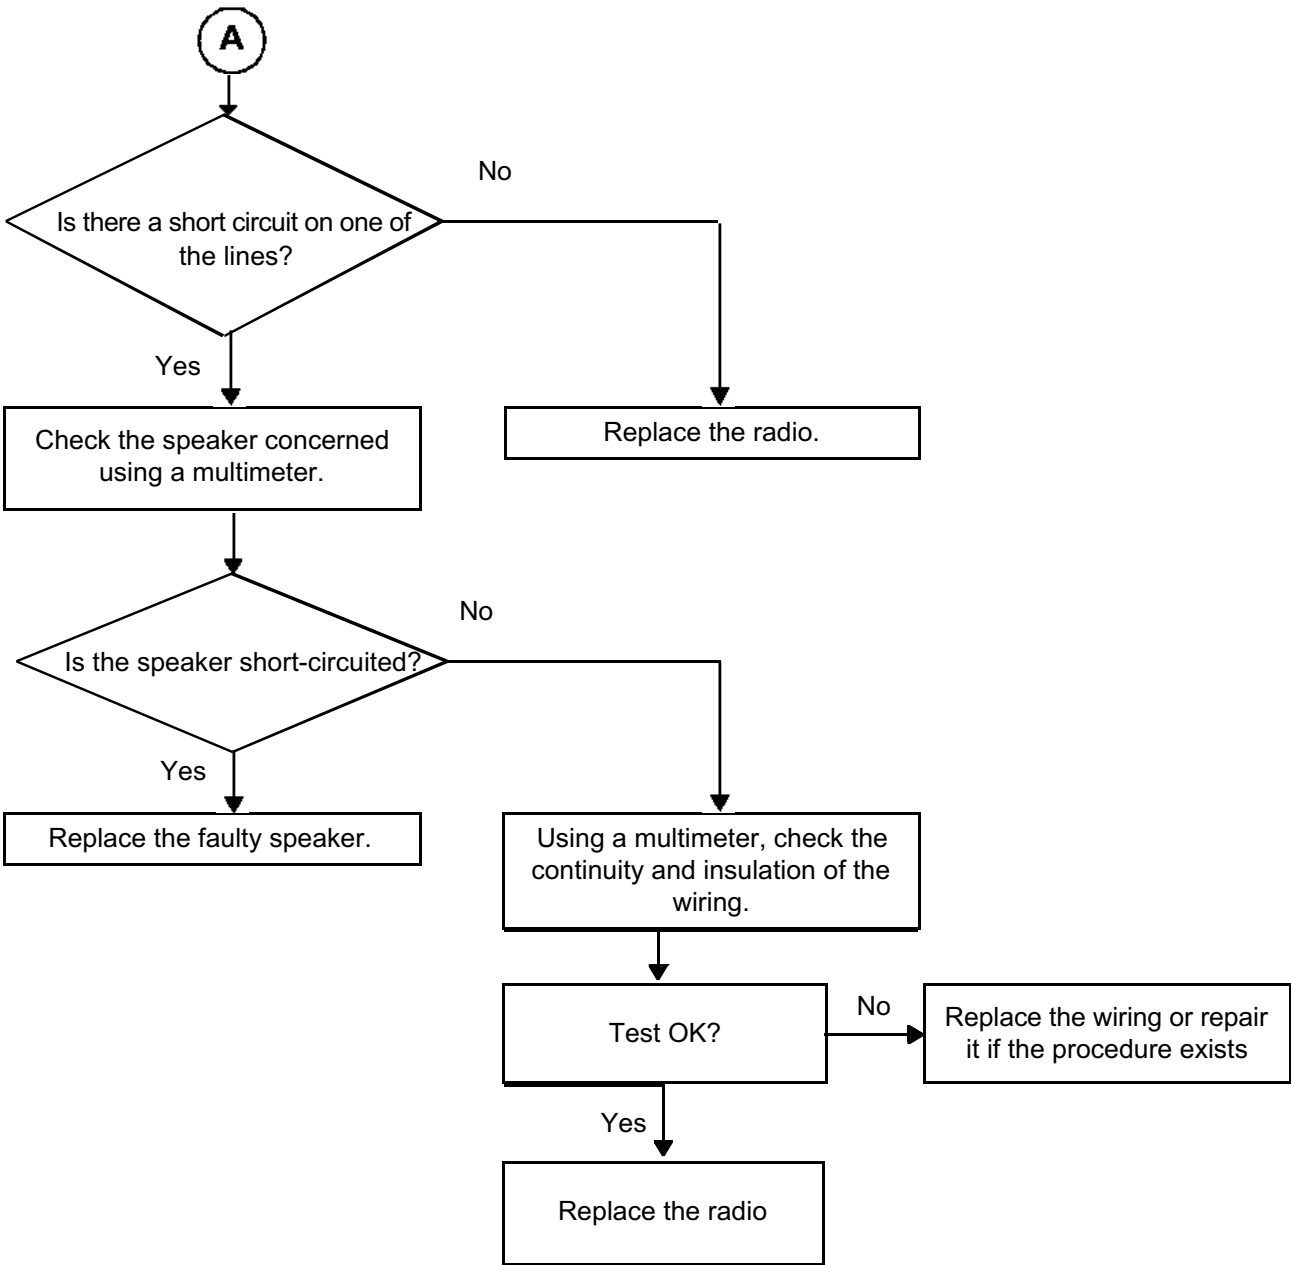 A
No
Is there a short circuit on one of
the lines?
Yes
Check the speaker concerned
using a multimeter.
Replace the radio.
No
Is the speaker short-circuited?
Yes
Replace the faulty speaker.
Using a multimeter, check the
continuity and insulation of the
wiring.
Test OK?
No
Replace the wiring or repair
it if the procedure exists
Yes
Replace the radio